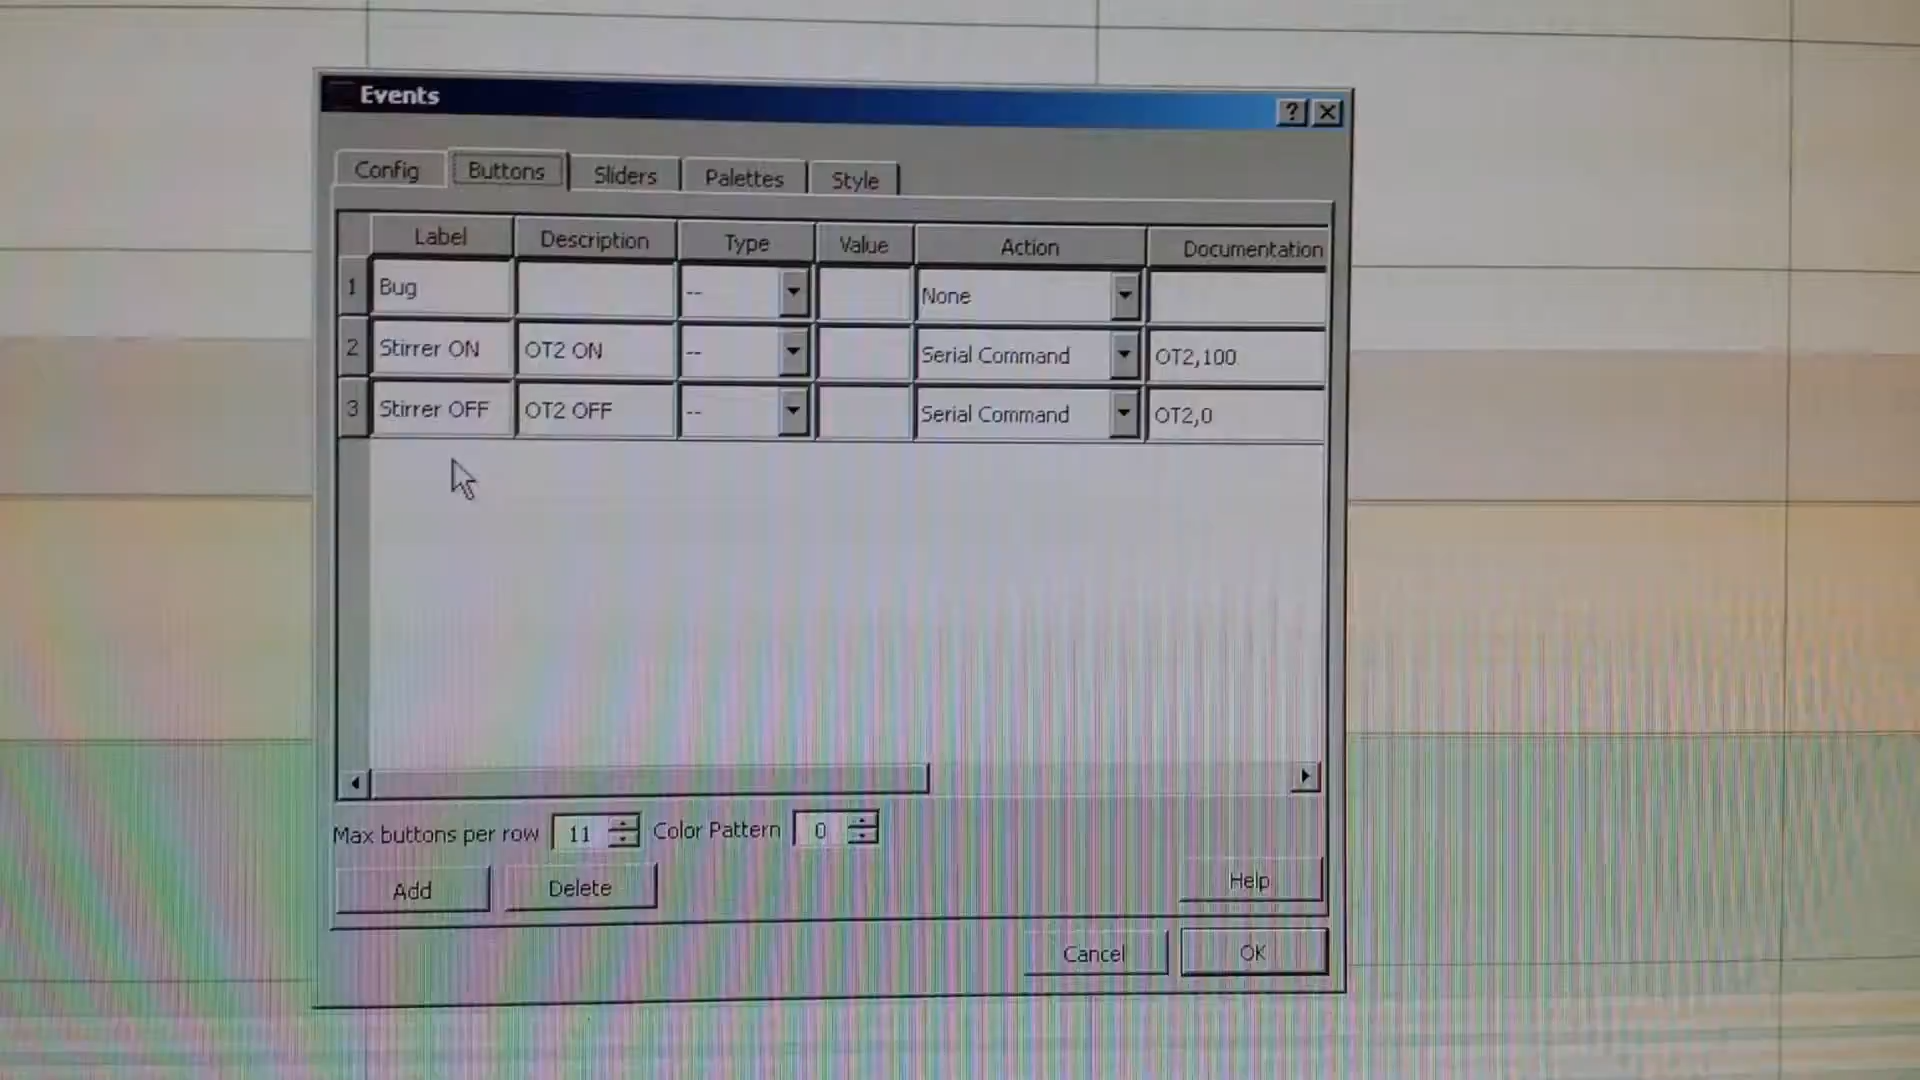 Events
? X
Config Buttons Sliders Palettes Style
Label Description Type Value Action Documentation
1 Bug -- None
2 Stirrer ON OT2 ON -- Serial Command OT2,100
3 Stirrer OFF OT2 OFF -- Serial Command OT2,0
Max buttons per row 11 Color Pattern 0
Add Delete Help
Cancel OK